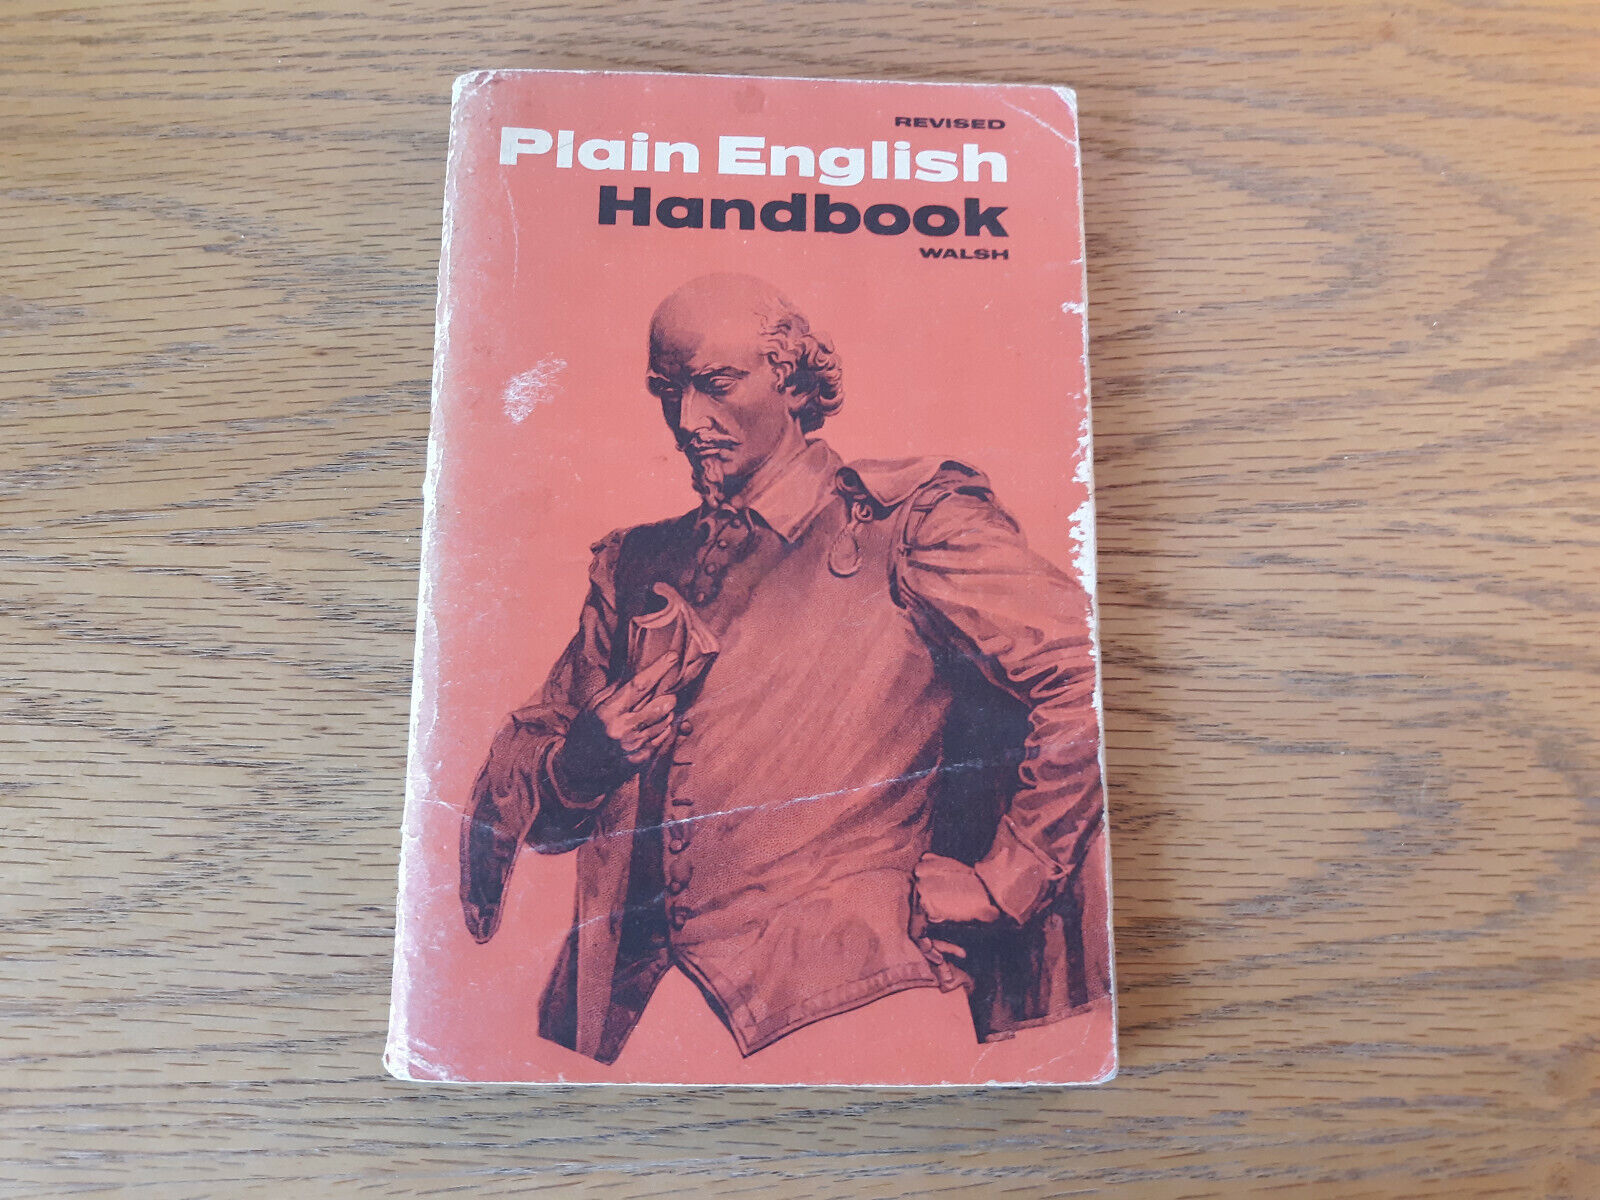 REVISED
Plain English
Handbook
WALSH